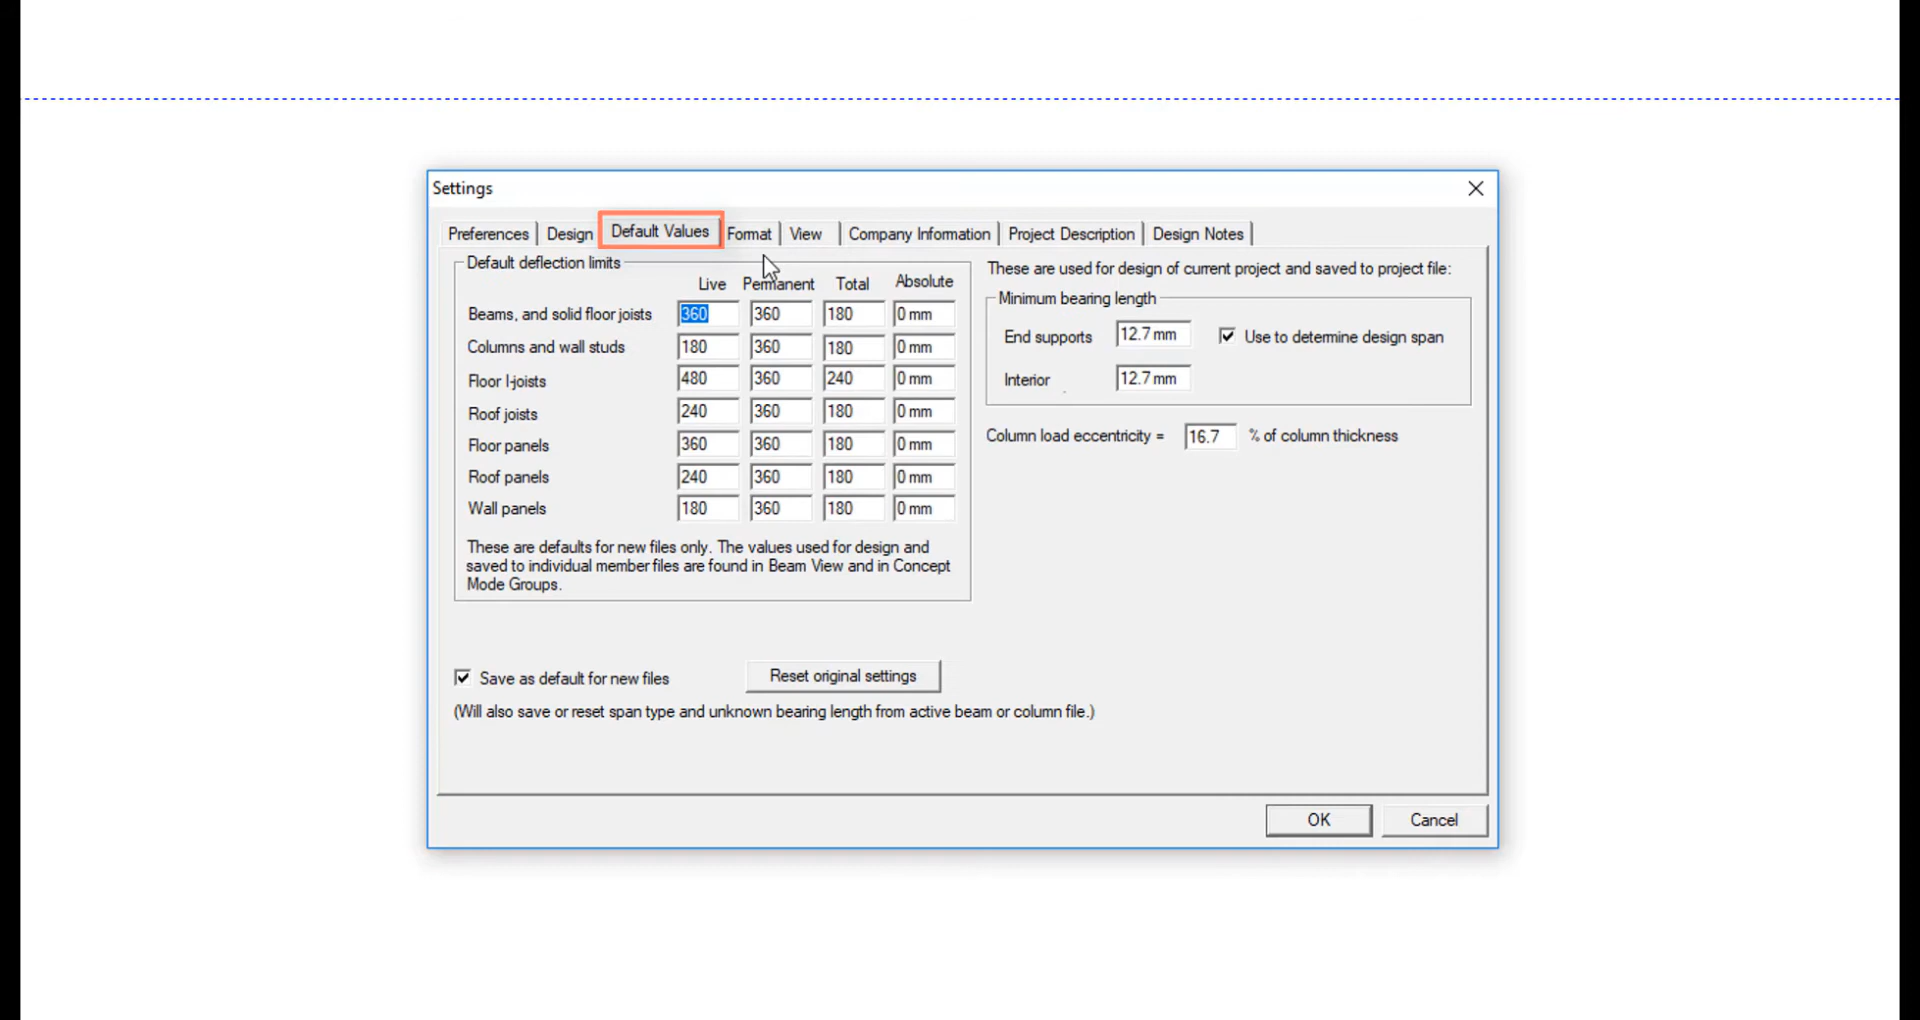 Settings
Preferences Design Default Values Format View Company Information Project Description Design Notes
Default deflection limits
Live Permanent Total Absolute
Beams, and solid floor joists 360 360 180 0 mm
Columns and wall studs 180 360 180 0 mm
Floor I-joists 480 360 240 0 mm
Roof joists 240 360 180 0 mm
Floor panels 360 360 180 0 mm
Roof panels 240 360 180 0 mm
Wall panels 180 360 180 0 mm
These are defaults for new files only. The values used for design and
saved to individual member files are found in Beam View and in Concept
Mode Groups.
These are used for design of current project and saved to project file:
Minimum bearing length
End supports 12.7 mm Use to determine design span
Interior 12.7 mm
Column load eccentricity = 16.7 % of column thickness
Save as default for new files Reset original settings
(Will also save or reset span type and unknown bearing length from active beam or column file.)
OK Cancel